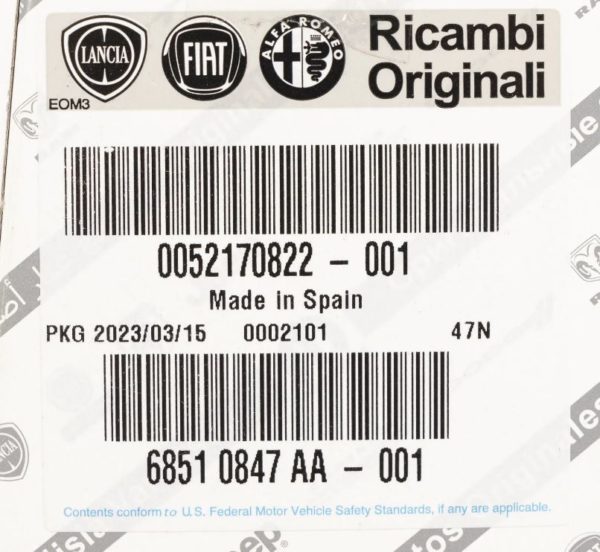 LANCIA FIAT ALFA ROMEO Ricambi
Originali
EOM3
0052170822 - 001
Made in Spain
PKG 2023/03/15 0002101 47N
6851 0847 AA - 001
Contents conform to U.S. Federal Motor Vehicle Safety Standards, if any are applicable.
LANCIA